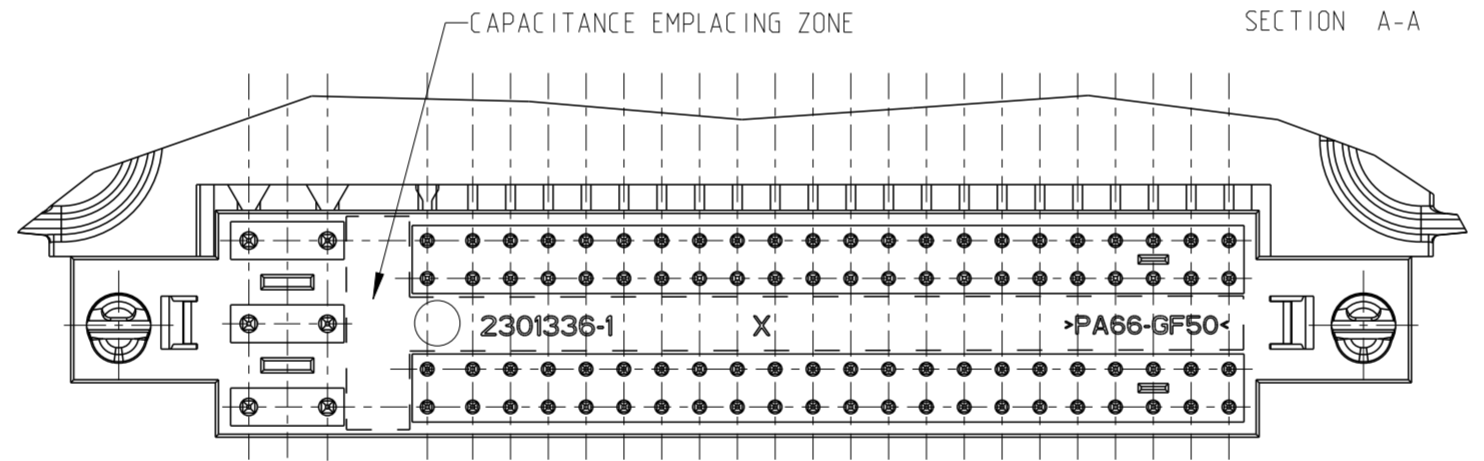 CAPACITANCE EMPLACING ZONE
SECTION A-A
2301336-1 X >PA66-GF50<